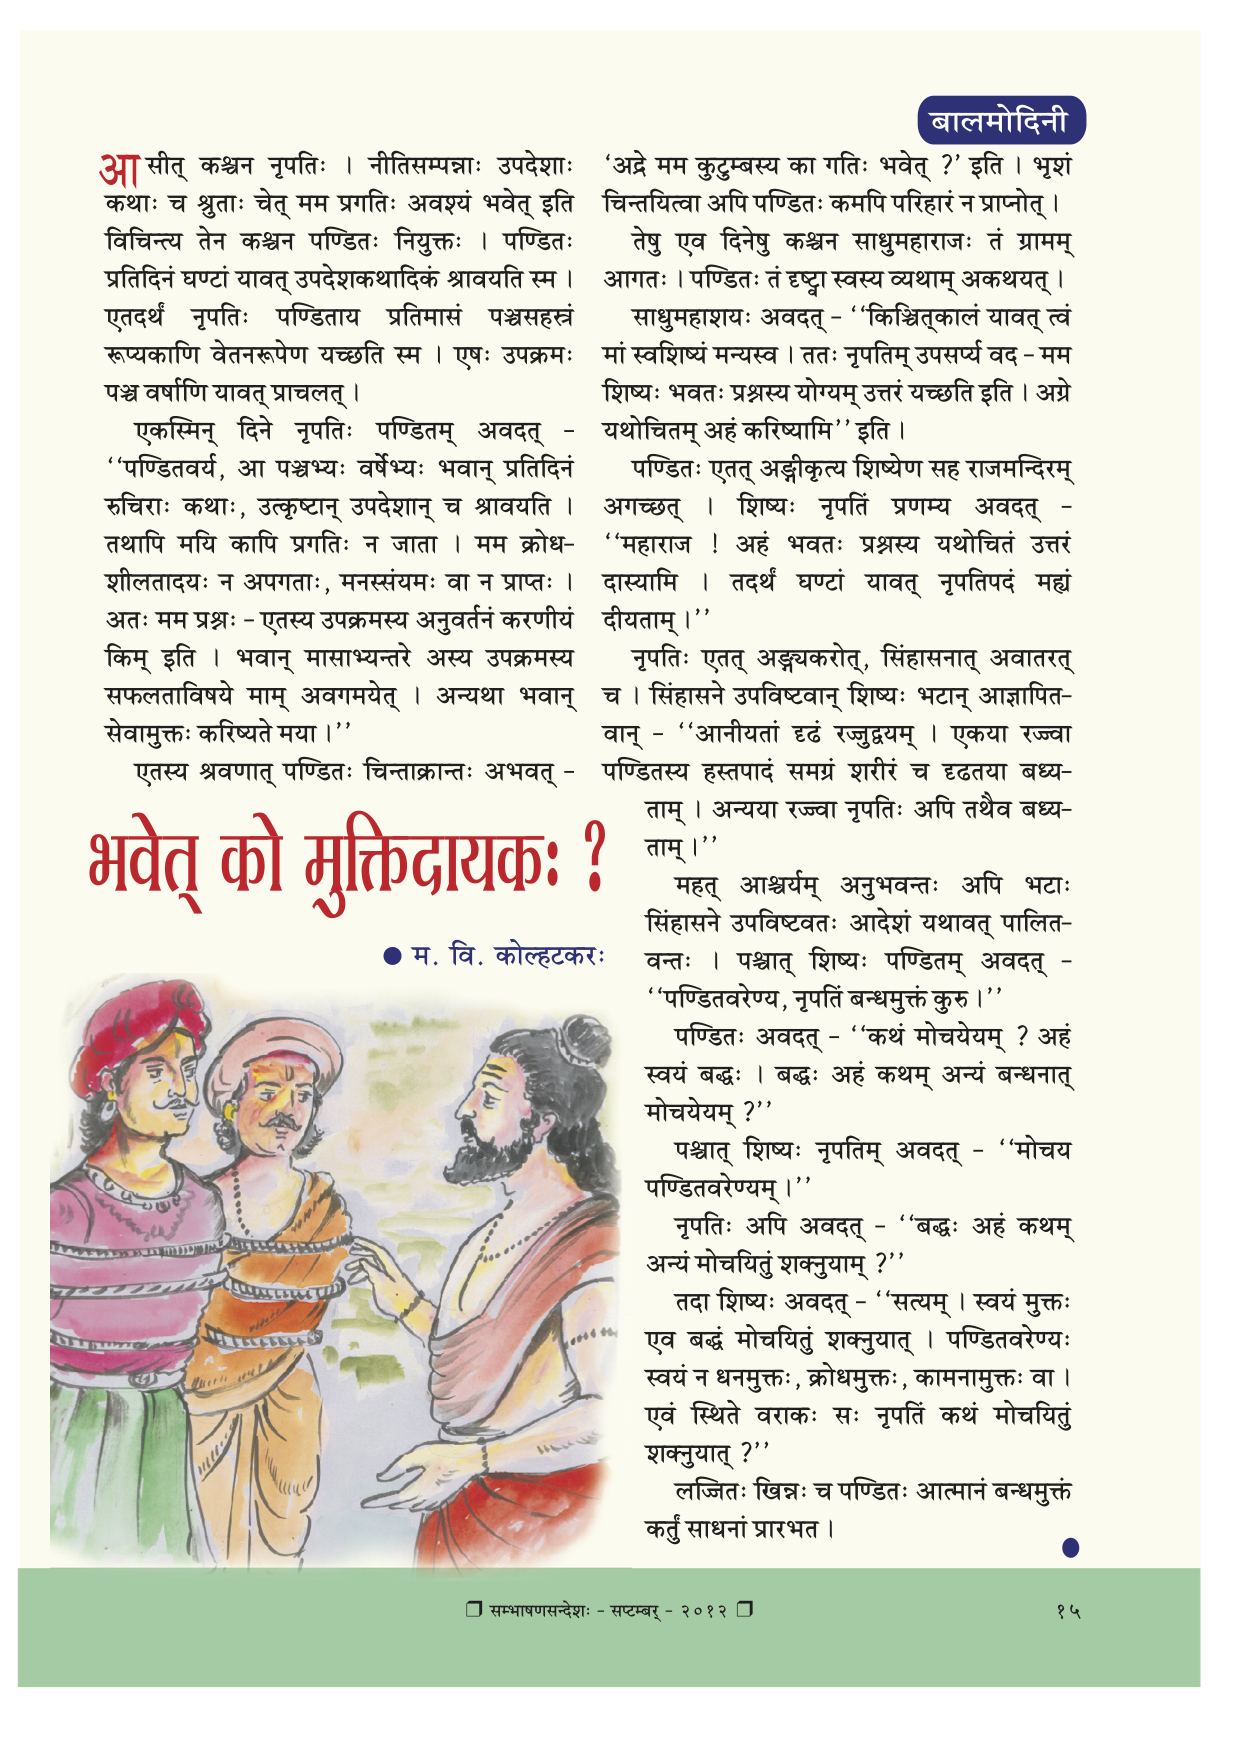 बालमोदिनी
आसीत् कश्चन नृपतिः । नीतिसम्पन्नाः उपदेशाः
कथाः च श्रुताः चेत् मम प्रगतिः अवश्यं भवेत् इति
विचिन्त्य तेन कश्चन पण्डितः नियुक्तः । पण्डितः
प्रतिदिनं घण्टां यावत् उपदेशकथादिकं श्रावयति स्म ।
एतदर्थं नृपतिः पण्डिताय प्रतिमासं पञ्चसहस्त्रं
रूप्यकाणि वेतनरूपेण यच्छति स्म । एषः उपक्रमः
पञ्च वर्षाणि यावत् प्राचलत् ।
एकस्मिन् दिने नृपतिः पण्डितम् अवदत् –
‘‘पण्डितवर्य, आ पञ्चभ्यः वर्षेभ्यः भवान् प्रतिदिनं
रुचिराः कथाः, उत्कृष्टान् उपदेशान् च श्रावयति ।
तथापि मयि कापि प्रगतिः न जाता । मम क्रोध-
शीलतादयः न अपगताः, मनस्संयमः वा न प्राप्तः ।
अतः मम प्रश्नः – एतस्य उपक्रमस्य अनुवर्तनं करणीयं
किम् इति । भवान् मासाभ्यन्तरे अस्य उपक्रमस्य
सफलताविषये माम् अवगमयेत् । अन्यथा भवान्
सेवामुक्तः करिष्यते मया ।’’
एतस्य श्रवणात् पण्डितः चिन्ताक्रान्तः अभवत् –
‘अद्रे मम कुटुम्बस्य का गतिः भवेत् ?’ इति । भृशं
चिन्तयित्वा अपि पण्डितः कमपि परिहारं न प्राप्नोत् ।
तेषु एव दिनेषु कश्चन साधुमहाराजः तं ग्रामम्
आगतः । पण्डितः तं दृष्ट्वा स्वस्य व्यथाम् अकथयत् ।
साधुमहाशयः अवदत् – ‘‘किञ्चित्कालं यावत् त्वं
मां स्वशिष्यं मन्यस्व । ततः नृपतिम् उपसर्प्य वद – मम
शिष्यः भवतः प्रश्नस्य योग्यम् उत्तरं यच्छति इति । अग्रे
यथोचितम् अहं करिष्यामि’’ इति ।
पण्डितः एतत् अङ्गीकृत्य शिष्येण सह राजमन्दिरम्
अगच्छत् । शिष्यः नृपतिं प्रणम्य अवदत् –
‘‘महाराज ! अहं भवतः प्रश्नस्य यथोचितं उत्तरं
दास्यामि । तदर्थं घण्टां यावत् नृपतिपदं मह्यं
दीयताम् ।’’
नृपतिः एतत् अङ्ग्यकरोत्, सिंहासनात् अवातरत्
च । सिंहासने उपविष्टवान् शिष्यः भटान् आज्ञापित-
वान् – ‘‘आनीयतां दृढं रज्जुद्वयम् । एकया रज्ज्वा
पण्डितस्य हस्तपादं समग्रं शरीरं च दृढतया बध्य-
ताम् । अन्यया रज्ज्वा नृपतिः अपि तथैव बध्य-
ताम् ।’’
महत् आश्चर्यम् अनुभवन्तः अपि भटाः
सिंहासने उपविष्टवतः आदेशं यथावत् पालित-
वन्तः । पश्चात् शिष्यः पण्डितम् अवदत् –
‘‘पण्डितवरेण्य, नृपतिं बन्धमुक्तं कुरु ।’’
पण्डितः अवदत् – ‘‘कथं मोचयेयम् ? अहं
स्वयं बद्धः । बद्धः अहं कथम् अन्यं बन्धनात्
मोचयेयम् ?’’
पश्चात् शिष्यः नृपतिम् अवदत् – ‘‘मोचय
पण्डितवरेण्यम् ।’’
नृपतिः अपि अवदत् – ‘‘बद्धः अहं कथम्
अन्यं मोचयितुं शक्नुयाम् ?’’
तदा शिष्यः अवदत् – ‘‘सत्यम् । स्वयं मुक्तः
एव बद्धं मोचयितुं शक्नुयात् । पण्डितवरेण्यः
स्वयं न धनमुक्तः, क्रोधमुक्तः, कामनामुक्तः वा ।
एवं स्थिते वराकः सः नृपतिं कथं मोचयितुं
शक्नुयात् ?’’
लज्जितः खिन्नः च पण्डितः आत्मानं बन्धमुक्तं
कर्तुं साधनां प्रारभत ।
भवेत् को मुक्तिदायकः ?
● म. वि. कोल्हटकरः
❐ सम्भाषणसन्देशः – सप्टम्बर् – २०१२ ❐
१५